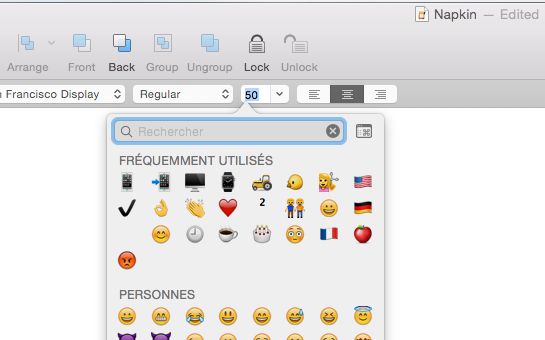 Napkin — Edited
Arrange Front Back Group Ungroup Lock Unlock
n Francisco Display Regular 50
Rechercher
FRÉQUEMMENT UTILISÉS
2
PERSONNES